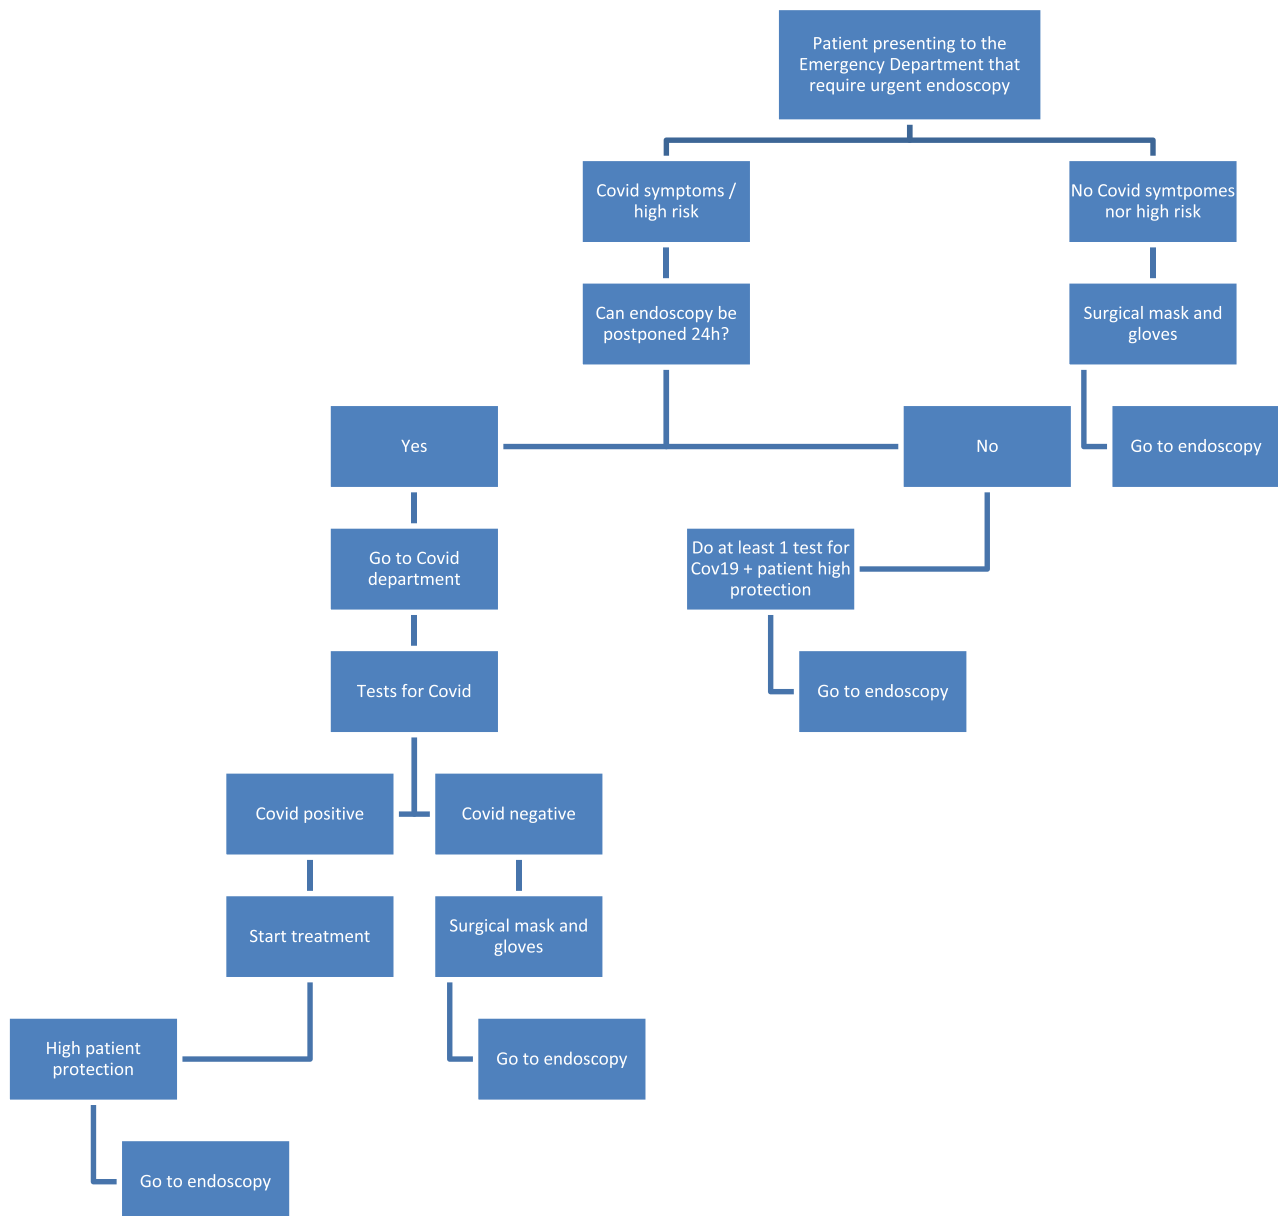 Patient presenting to the
Emergency Department that
require urgent endoscopy
Covid symptoms /
high risk
No Covid symtpomes
nor high risk
Can endoscopy be
postponed 24h?
Surgical mask and
gloves
Yes
No
Go to endoscopy
Go to Covid
department
Do at least 1 test for
Cov19 + patient high
protection
Tests for Covid
Go to endoscopy
Covid positive
Covid negative
Start treatment
Surgical mask and
gloves
High patient
protection
Go to endoscopy
Go to endoscopy